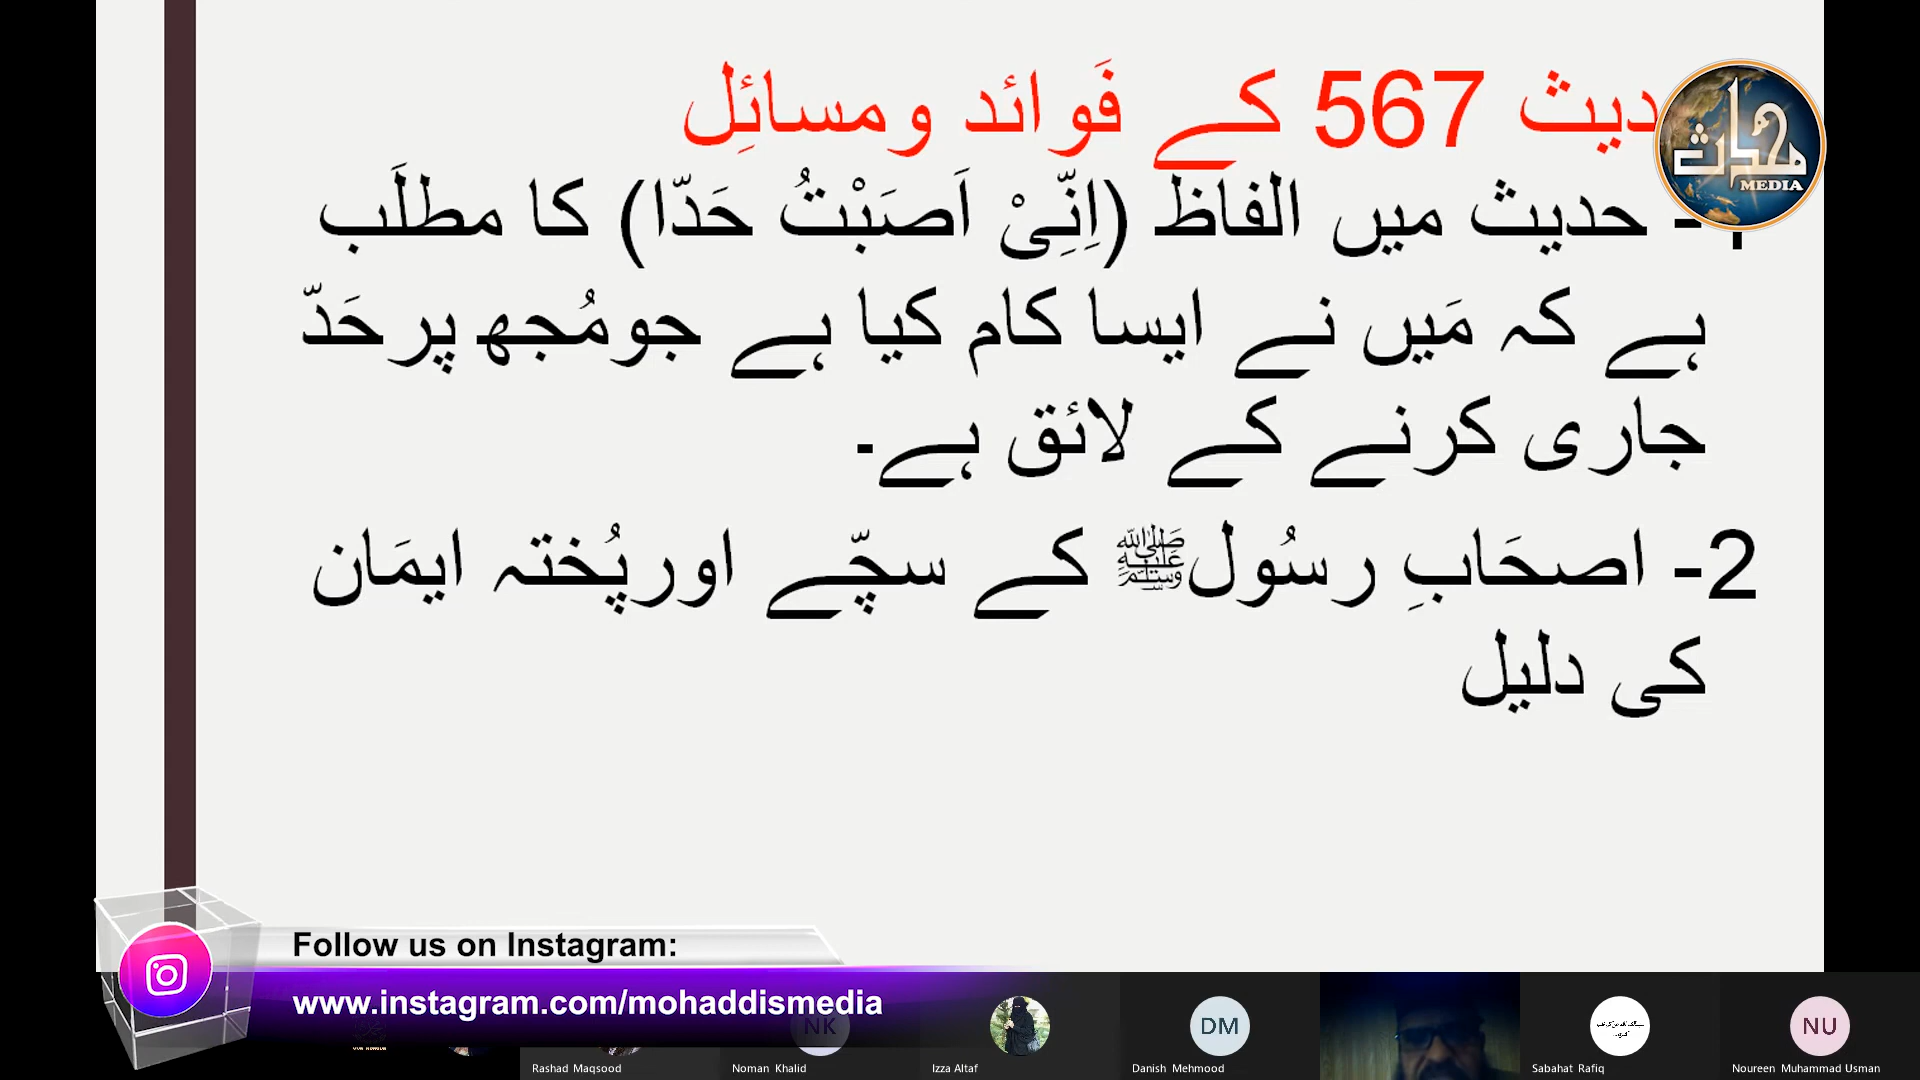 حدیث 567 کے فَوائد ومسائِل
1- حدیث میں الفاظ (اِنِّیْ اَصَبْتُ حَدّا) کا مطلَب
ہے کہ مَیں نے ایسا کام کیا ہے جومُجھ پرحَدّ
جاری کرنے کے لائق ہے۔
2- اصحَابِ رسُولﷺ کے سچّے اورپُختہ ایمَان
کی دلیل
محدث
MEDIA
Follow us on Instagram:
www.instagram.com/mohaddismedia
NK
DM
NU
Rashad Maqsood
Noman Khalid
Izza Altaf
Danish Mehmood
Sabahat Rafiq
Noureen Muhammad Usman